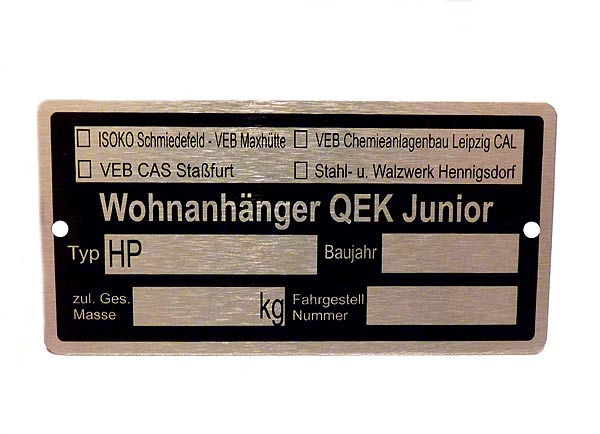 ISOKO Schmiedefeld - VEB Maxhütte
VEB Chemieanlagenbau Leipzig CAL
VEB CAS Staßfurt
Stahl- u. Walzwerk Hennigsdorf
Wohnanhänger QEK Junior
Typ HP
Baujahr
zul. Ges.
Masse
kg
Fahrgestell
Nummer